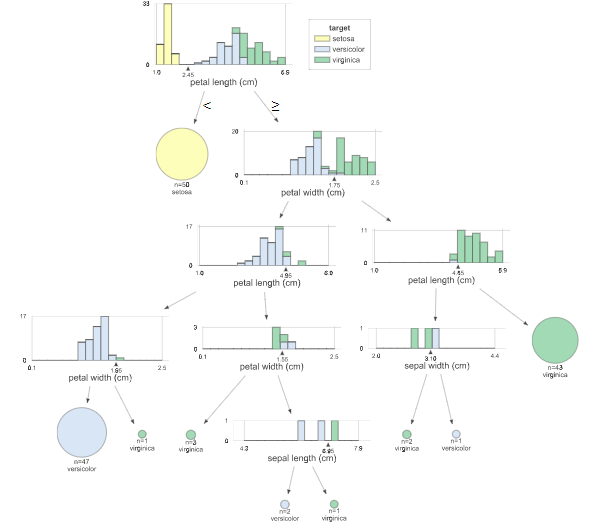 33
0
1.0 2.45 6.9
petal length (cm)
target
setosa
versicolor
virginica
< ≥
n=50
setosa
20
0
0.1 1.75 2.5
petal width (cm)
17
0
1.0 4.95 6.9
petal length (cm)
11
0
1.0 4.85 6.9
petal length (cm)
17
0
0.1 1.65 2.5
petal width (cm)
3
0
0.1 1.55 2.5
petal width (cm)
1
0
2.0 3.10 4.4
sepal width (cm)
n=43
virginica
n=47
versicolor
n=1
virginica
n=3
virginica
1
0
4.3 6.95 7.9
sepal length (cm)
n=2
virginica
n=1
versicolor
n=2
versicolor
n=1
virginica